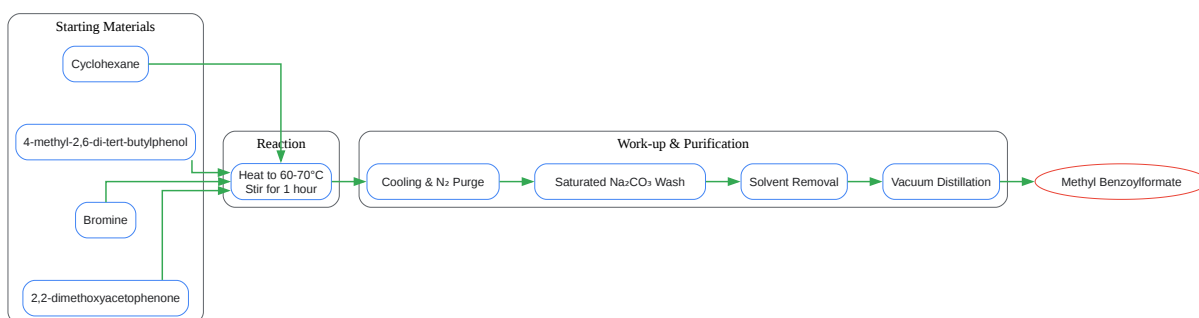 Starting Materials
Cyclohexane
4-methyl-2,6-di-tert-butylphenol
Bromine
2,2-dimethoxyacetophenone
Reaction
Heat to 60-70°C
Stir for 1 hour
Work-up & Purification
Cooling & N₂ Purge
Saturated Na₂CO₃ Wash
Solvent Removal
Vacuum Distillation
Methyl Benzoylformate